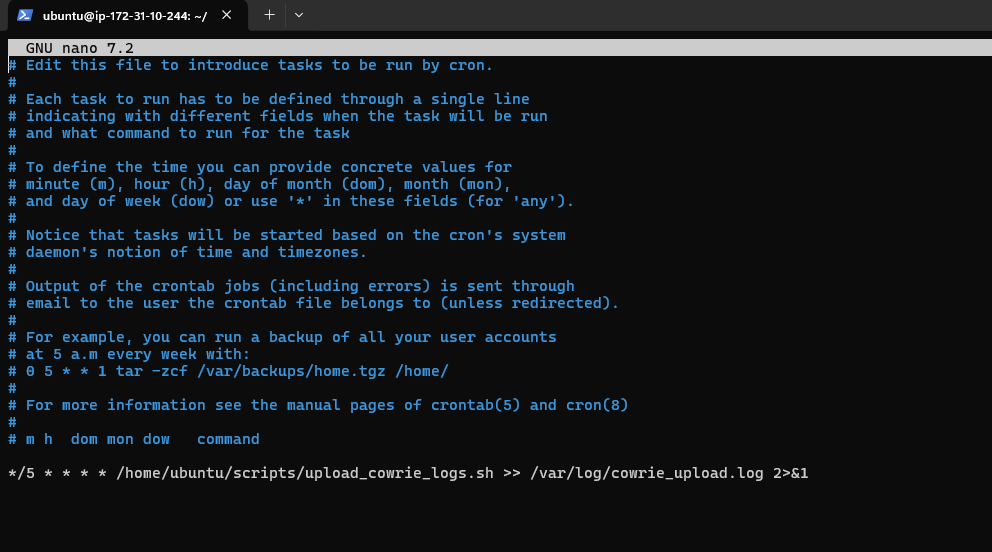 ubuntu@ip-172-31-10-244: ~/
GNU nano 7.2
# Edit this file to introduce tasks to be run by cron.
#
# Each task to run has to be defined through a single line
# indicating with different fields when the task will be run
# and what command to run for the task
#
# To define the time you can provide concrete values for
# minute (m), hour (h), day of month (dom), month (mon),
# and day of week (dow) or use '*' in these fields (for 'any').
#
# Notice that tasks will be started based on the cron's system
# daemon's notion of time and timezones.
#
# Output of the crontab jobs (including errors) is sent through
# email to the user the crontab file belongs to (unless redirected).
#
# For example, you can run a backup of all your user accounts
# at 5 a.m every week with:
# 0 5 * * 1 tar -zcf /var/backups/home.tgz /home/
#
# For more information see the manual pages of crontab(5) and cron(8)
#
# m h  dom mon dow   command
*/5 * * * * /home/ubuntu/scripts/upload_cowrie_logs.sh >> /var/log/cowrie_upload.log 2>&1